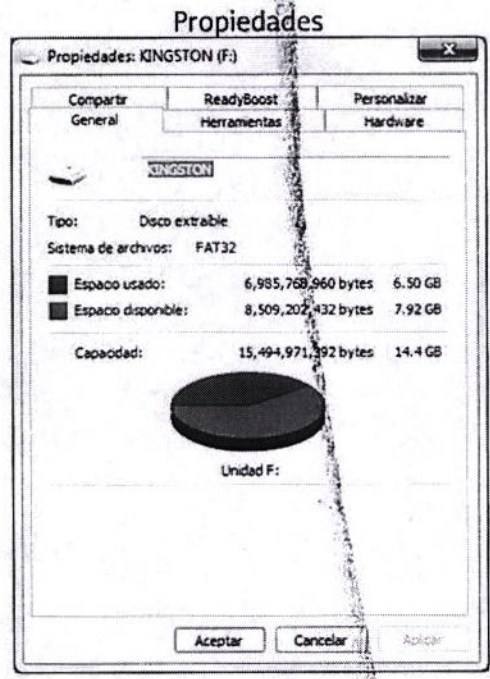 Propiedades
Propiedades: KINGSTON (F:)
Compartir ReadyBoost Personalizar
General Herramientas Hardware
KINGSTON
Tipo: Disco extraíble
Sistema de archivos: FAT32
Espacio usado: 6,985,768,960 bytes 6.50 GB
Espacio disponible: 8,509,202,432 bytes 7.92 GB
Capacidad: 15,494,971,392 bytes 14.4 GB
Unidad F:
Aceptar Cancelar Aplicar